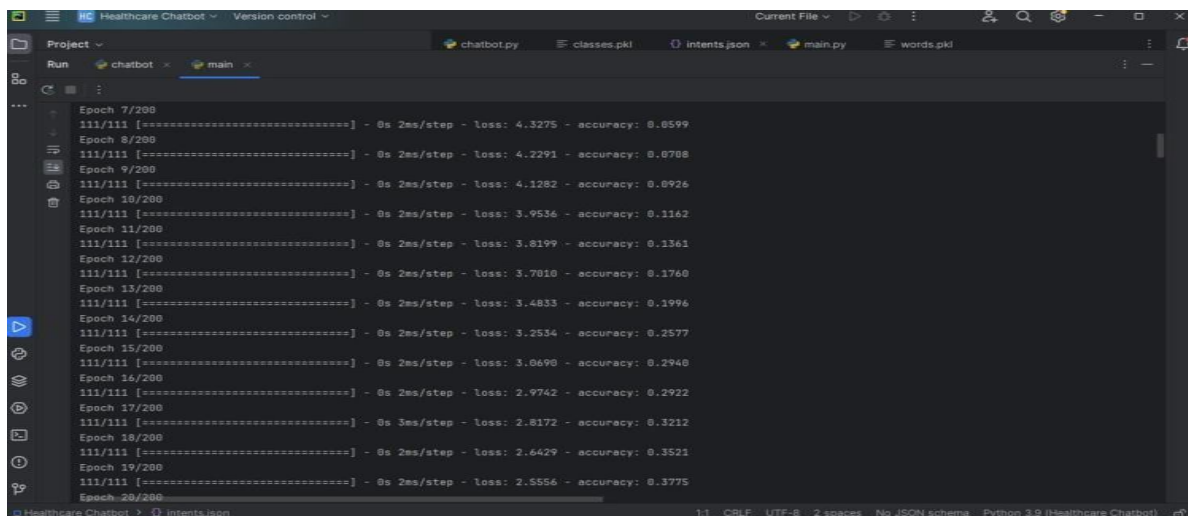 HC Healthcare Chatbot Version control Current File
Project chatbot.py classes.pkl intents.json main.py words.pkl
Run chatbot main
Epoch 7/200
111/111 [==============================] - 0s 2ms/step - loss: 4.3275 - accuracy: 0.0599
Epoch 8/200
111/111 [==============================] - 0s 2ms/step - loss: 4.2291 - accuracy: 0.0708
Epoch 9/200
111/111 [==============================] - 0s 2ms/step - loss: 4.1282 - accuracy: 0.0926
Epoch 10/200
111/111 [==============================] - 0s 2ms/step - loss: 3.9536 - accuracy: 0.1162
Epoch 11/200
111/111 [==============================] - 0s 2ms/step - loss: 3.8199 - accuracy: 0.1361
Epoch 12/200
111/111 [==============================] - 0s 2ms/step - loss: 3.7010 - accuracy: 0.1760
Epoch 13/200
111/111 [==============================] - 0s 2ms/step - loss: 3.4833 - accuracy: 0.1996
Epoch 14/200
111/111 [==============================] - 0s 2ms/step - loss: 3.2534 - accuracy: 0.2577
Epoch 15/200
111/111 [==============================] - 0s 2ms/step - loss: 3.0690 - accuracy: 0.2940
Epoch 16/200
111/111 [==============================] - 0s 2ms/step - loss: 2.9742 - accuracy: 0.2922
Epoch 17/200
111/111 [==============================] - 0s 3ms/step - loss: 2.8172 - accuracy: 0.3212
Epoch 18/200
111/111 [==============================] - 0s 2ms/step - loss: 2.6429 - accuracy: 0.3521
Epoch 19/200
111/111 [==============================] - 0s 2ms/step - loss: 2.5556 - accuracy: 0.3775
Epoch 20/200
Healthcare Chatbot > intents.json 1:1 CRLF UTF-8 2 spaces No JSON schema Python 3.9 (Healthcare Chatbot)